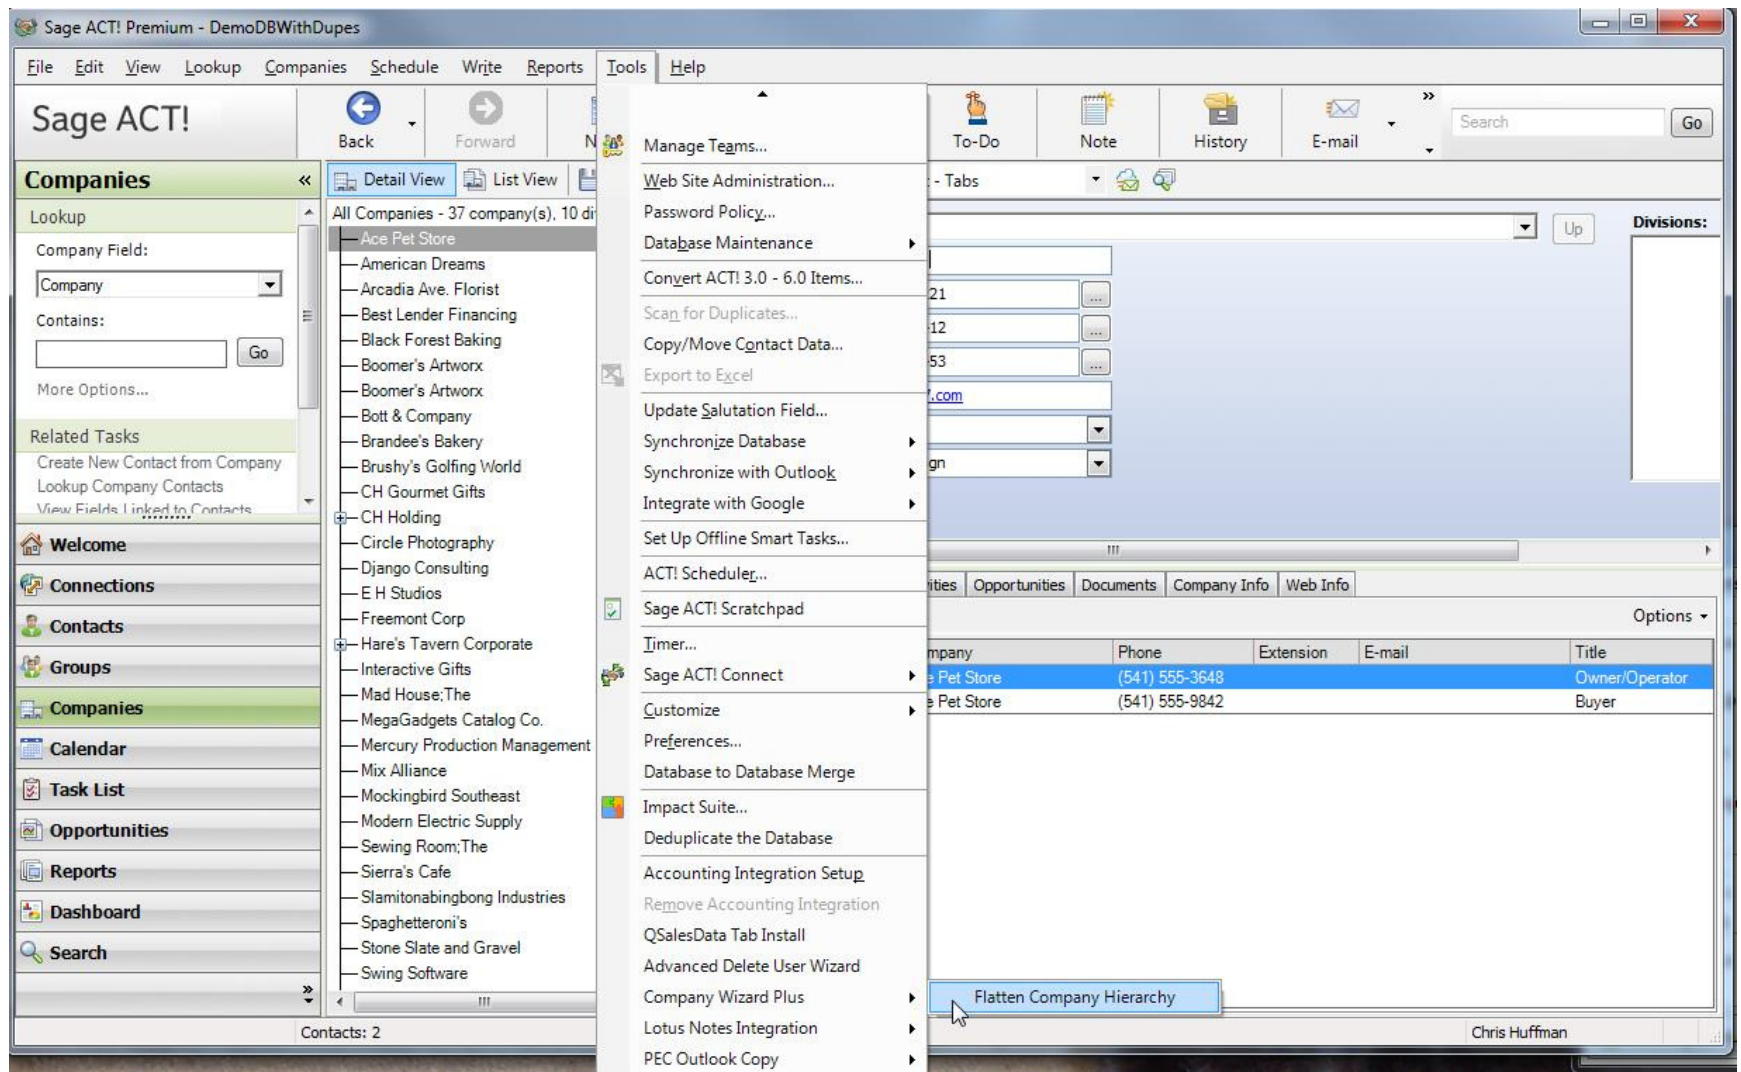 Sage ACT! Premium - DemoDBWithDupes
File Edit View Lookup Companies Schedule Write Reports Tools Help
Sage ACT!
Back
Forward
To-Do
Note
History
E-mail
Search
Go
Companies
Lookup
Company Field:
Company
Contains:
Go
More Options...
Related Tasks
Create New Contact from Company
Lookup Company Contacts
View Fields Linked to Contacts
Welcome
Connections
Contacts
Groups
Companies
Calendar
Task List
Opportunities
Reports
Dashboard
Search
Detail View
List View
All Companies - 37 company(s), 10 di
Ace Pet Store
American Dreams
Arcadia Ave. Florist
Best Lender Financing
Black Forest Baking
Boomer's Artworx
Boomer's Artworx
Bott & Company
Brandee's Bakery
Brushy's Golfing World
CH Gourmet Gifts
CH Holding
Circle Photography
Django Consulting
E H Studios
Freemont Corp
Hare's Tavern Corporate
Interactive Gifts
Mad House;The
MegaGadgets Catalog Co.
Mercury Production Management
Mix Alliance
Mockingbird Southeast
Modern Electric Supply
Sewing Room;The
Sierra's Cafe
Slamitonabingbong Industries
Spaghetteroni's
Stone Slate and Gravel
Swing Software
Manage Teams...
Web Site Administration...
Password Policy...
Database Maintenance
Convert ACT! 3.0 - 6.0 Items...
Scan for Duplicates...
Copy/Move Contact Data...
Export to Excel
Update Salutation Field...
Synchronize Database
Synchronize with Outlook
Integrate with Google
Set Up Offline Smart Tasks...
ACT! Scheduler...
Sage ACT! Scratchpad
Timer...
Sage ACT! Connect
Customize
Preferences...
Database to Database Merge
Impact Suite...
Deduplicate the Database
Accounting Integration Setup
Remove Accounting Integration
QSalesData Tab Install
Advanced Delete User Wizard
Company Wizard Plus
Lotus Notes Integration
PEC Outlook Copy
Flatten Company Hierarchy
- Tabs
Up
Divisions:
21
-12
-53
.com
gn
ities Opportunities Documents Company Info Web Info
Options
mpany Phone Extension E-mail Title
e Pet Store (541) 555-3648 Owner/Operator
e Pet Store (541) 555-9842 Buyer
Contacts: 2
Chris Huffman